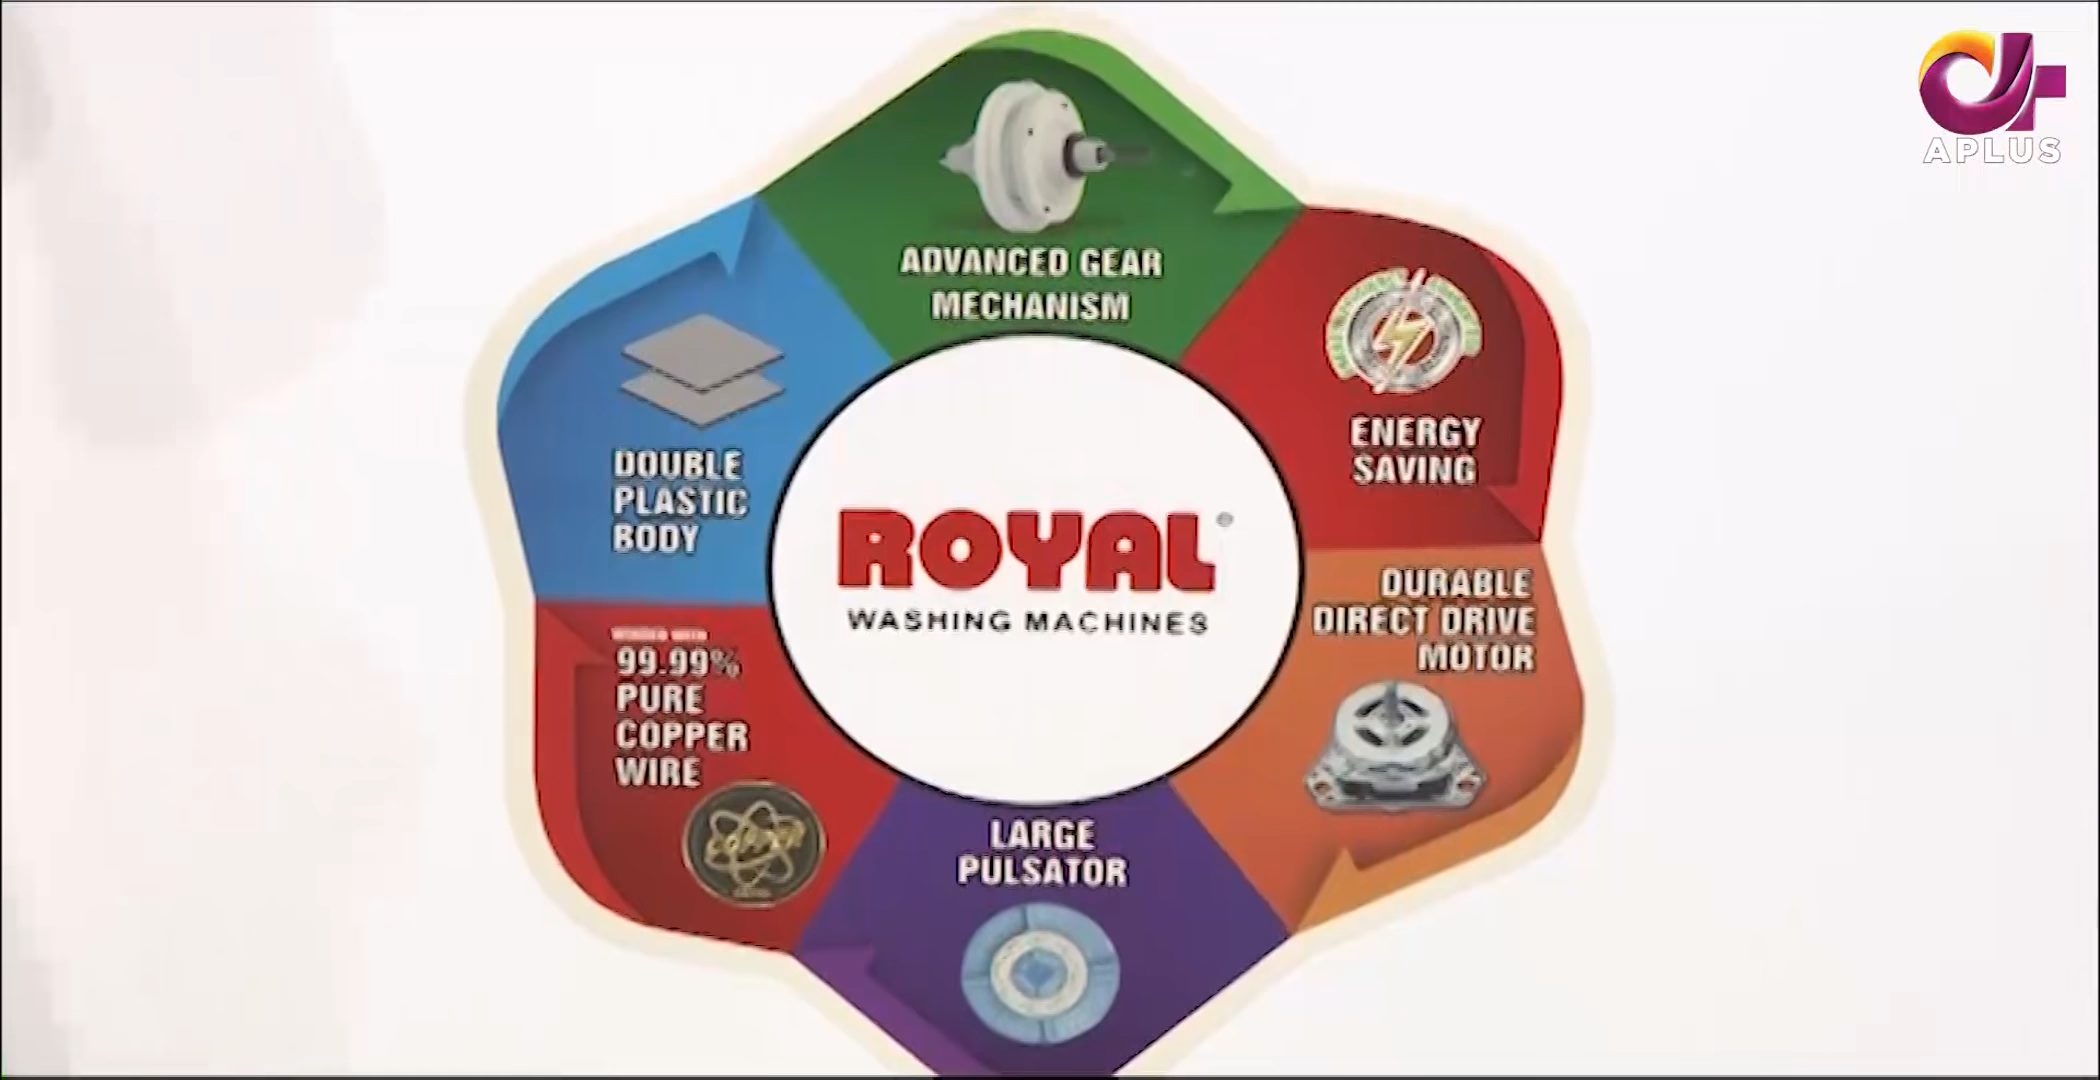 APLUS
ADVANCED GEAR
MECHANISM
ENERGY
SAVING
DOUBLE
PLASTIC
BODY
ROYAL®
WASHING MACHINES
DURABLE
DIRECT DRIVE
MOTOR
99.99%
PURE
COPPER
WIRE
COPPER
LARGE
PULSATOR